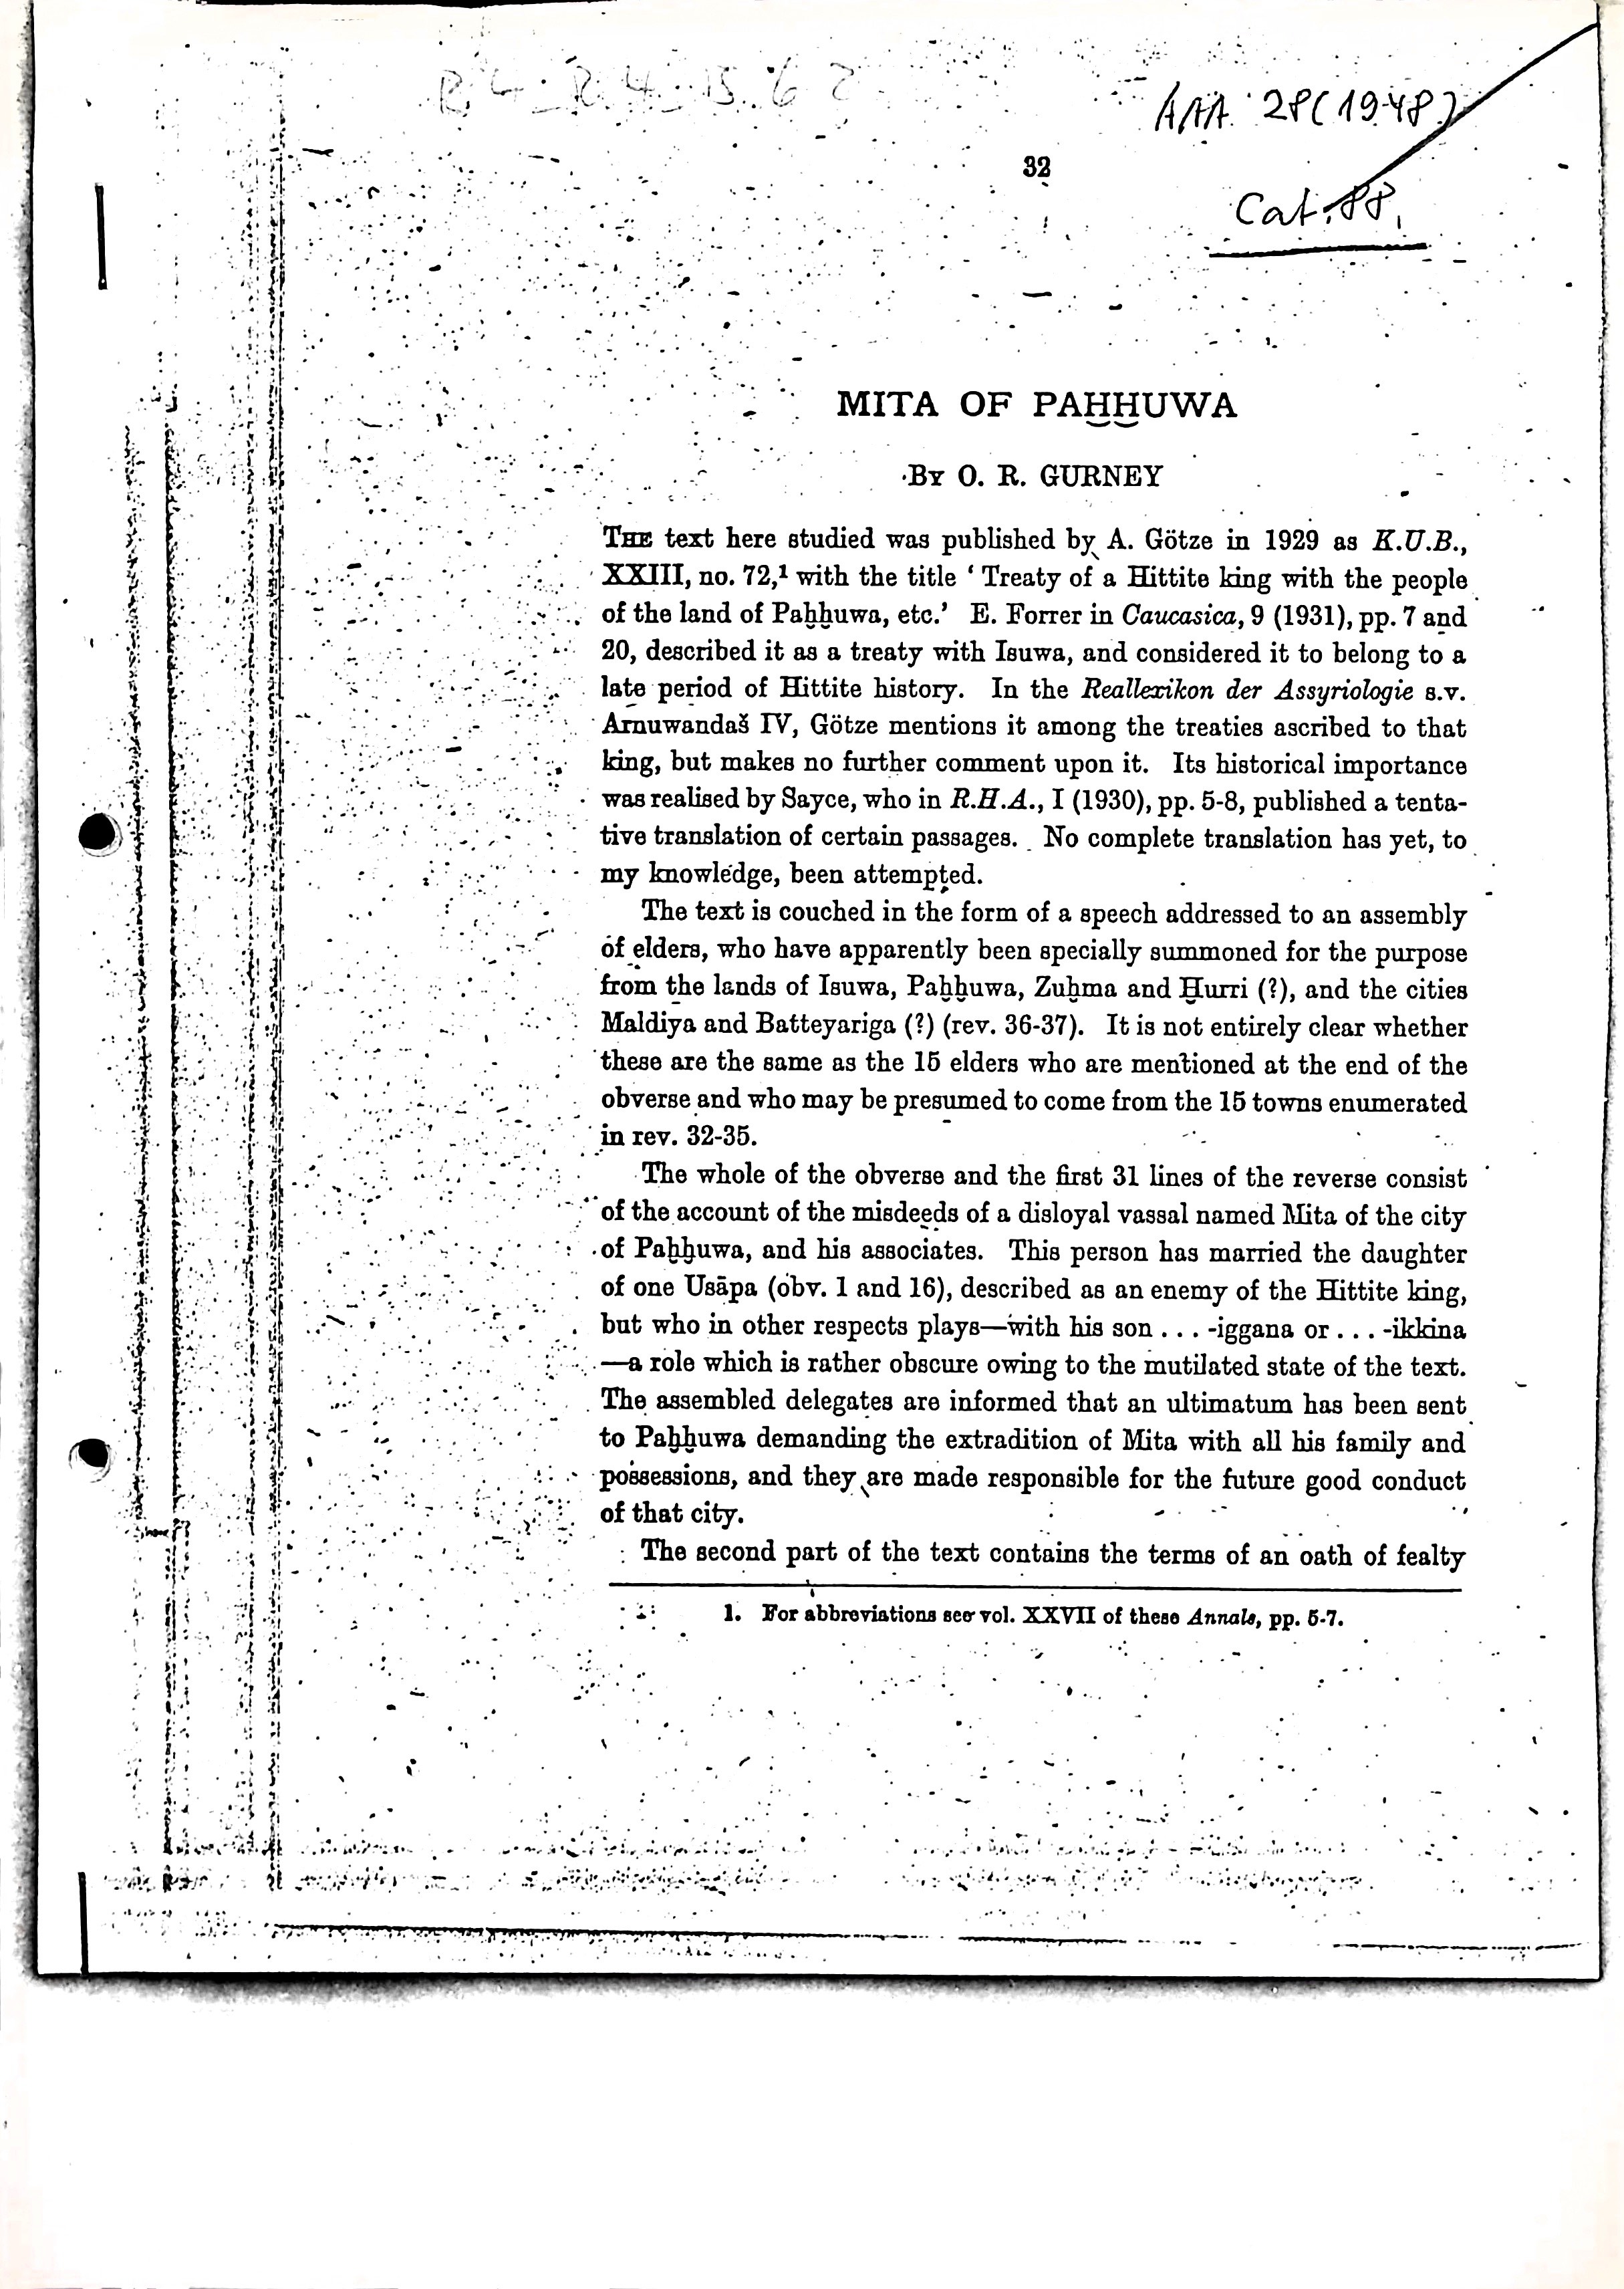 AAA 28 (1948)
32
Cat. 88.
MITA OF PAḪḪUWA
By O. R. GURNEY
THE text here studied was published by A. Götze in 1929 as K.U.B.,
XXIII, no. 72,¹ with the title ‘ Treaty of a Hittite king with the people
of the land of Paḫḫuwa, etc.’ E. Forrer in Caucasica, 9 (1931), pp. 7 and
20, described it as a treaty with Isuwa, and considered it to belong to a
late period of Hittite history. In the Reallexikon der Assyriologie s.v.
Arnuwandaš IV, Götze mentions it among the treaties ascribed to that
king, but makes no further comment upon it. Its historical importance
was realised by Sayce, who in R.H.A., I (1930), pp. 5-8, published a tenta-
tive translation of certain passages. No complete translation has yet, to
my knowledge, been attempted.
The text is couched in the form of a speech addressed to an assembly
of elders, who have apparently been specially summoned for the purpose
from the lands of Isuwa, Paḫḫuwa, Zuḫma and Ḫurri (?), and the cities
Maldiya and Batteyariga (?) (rev. 36-37). It is not entirely clear whether
these are the same as the 15 elders who are mentioned at the end of the
obverse and who may be presumed to come from the 15 towns enumerated
in rev. 32-35.
The whole of the obverse and the first 31 lines of the reverse consist
of the account of the misdeeds of a disloyal vassal named Mita of the city
of Paḫḫuwa, and his associates. This person has married the daughter
of one Usāpa (obv. 1 and 16), described as an enemy of the Hittite king,
but who in other respects plays—with his son . . . -iggana or . . . -ikkina
—a role which is rather obscure owing to the mutilated state of the text.
The assembled delegates are informed that an ultimatum has been sent
to Paḫḫuwa demanding the extradition of Mita with all his family and
possessions, and they are made responsible for the future good conduct
of that city.
The second part of the text contains the terms of an oath of fealty
1. For abbreviations see vol. XXVII of these Annals, pp. 5-7.